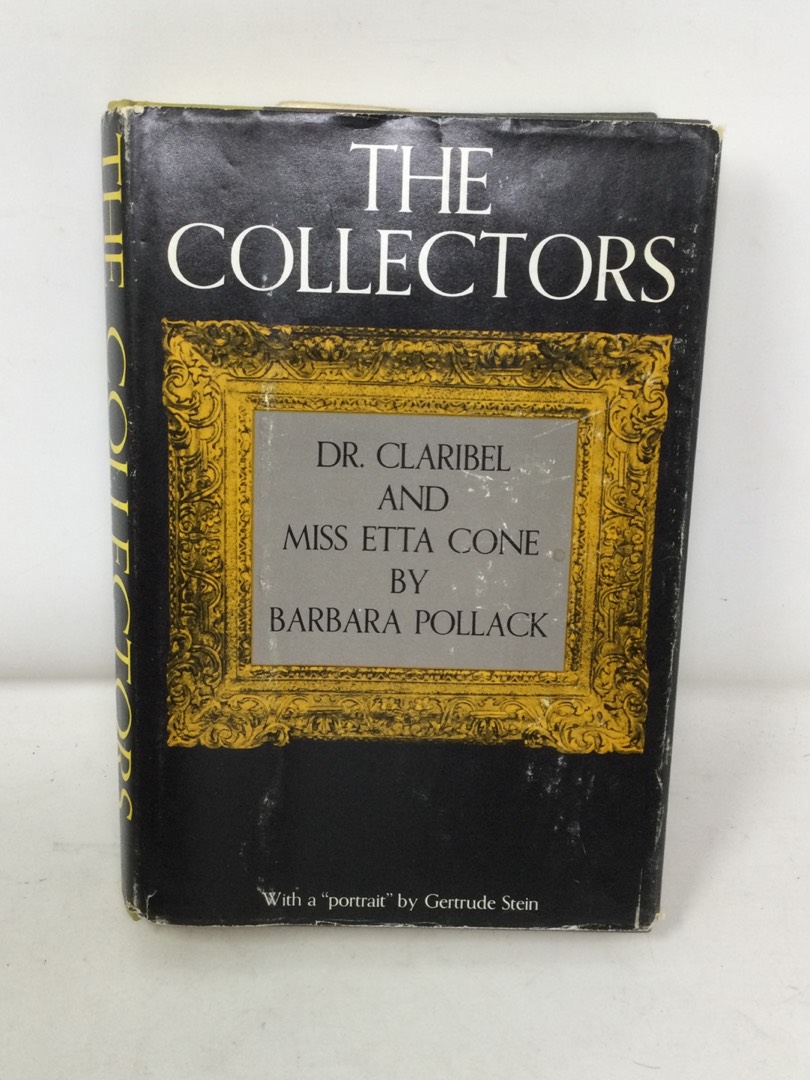 THE
COLLECTORS
DR. CLARIBEL
AND
MISS ETTA CONE
BY
BARBARA POLLACK
With a “portrait” by Gertrude Stein
THE COLLECTORS